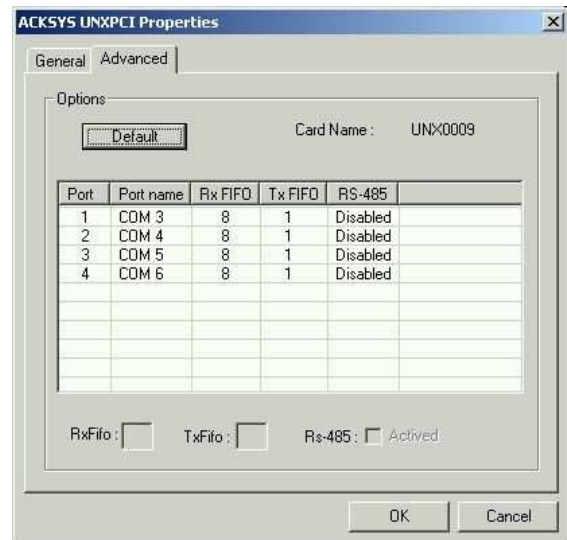 ACKSYS UNXPCI Properties
General Advanced
Options
Default Card Name : UNX0009
Port Port name Rx FIFO Tx FIFO RS-485
1 COM 3 8 1 Disabled
2 COM 4 8 1 Disabled
3 COM 5 8 1 Disabled
4 COM 6 8 1 Disabled
RxFifo : TxFifo : Rs-485 : Actived
OK Cancel